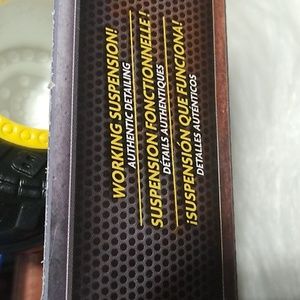 WORKING SUSPENSION!
AUTHENTIC DETAILING
SUSPENSION FONCTIONNELLE !
DÉTAILS AUTHENTIQUES
¡SUSPENSIÓN QUE FUNCIONA!
DETALLES AUTÉNTICOS